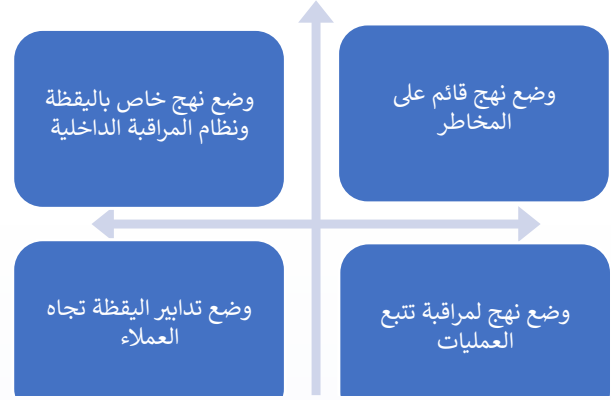 وضع نهج قائم على
المخاطر
وضع نهج خاص باليقظة
ونظام المراقبة الداخلية
وضع نهج لمراقبة تتبع
العمليات
وضع تدابير اليقظة تجاه
العملاء